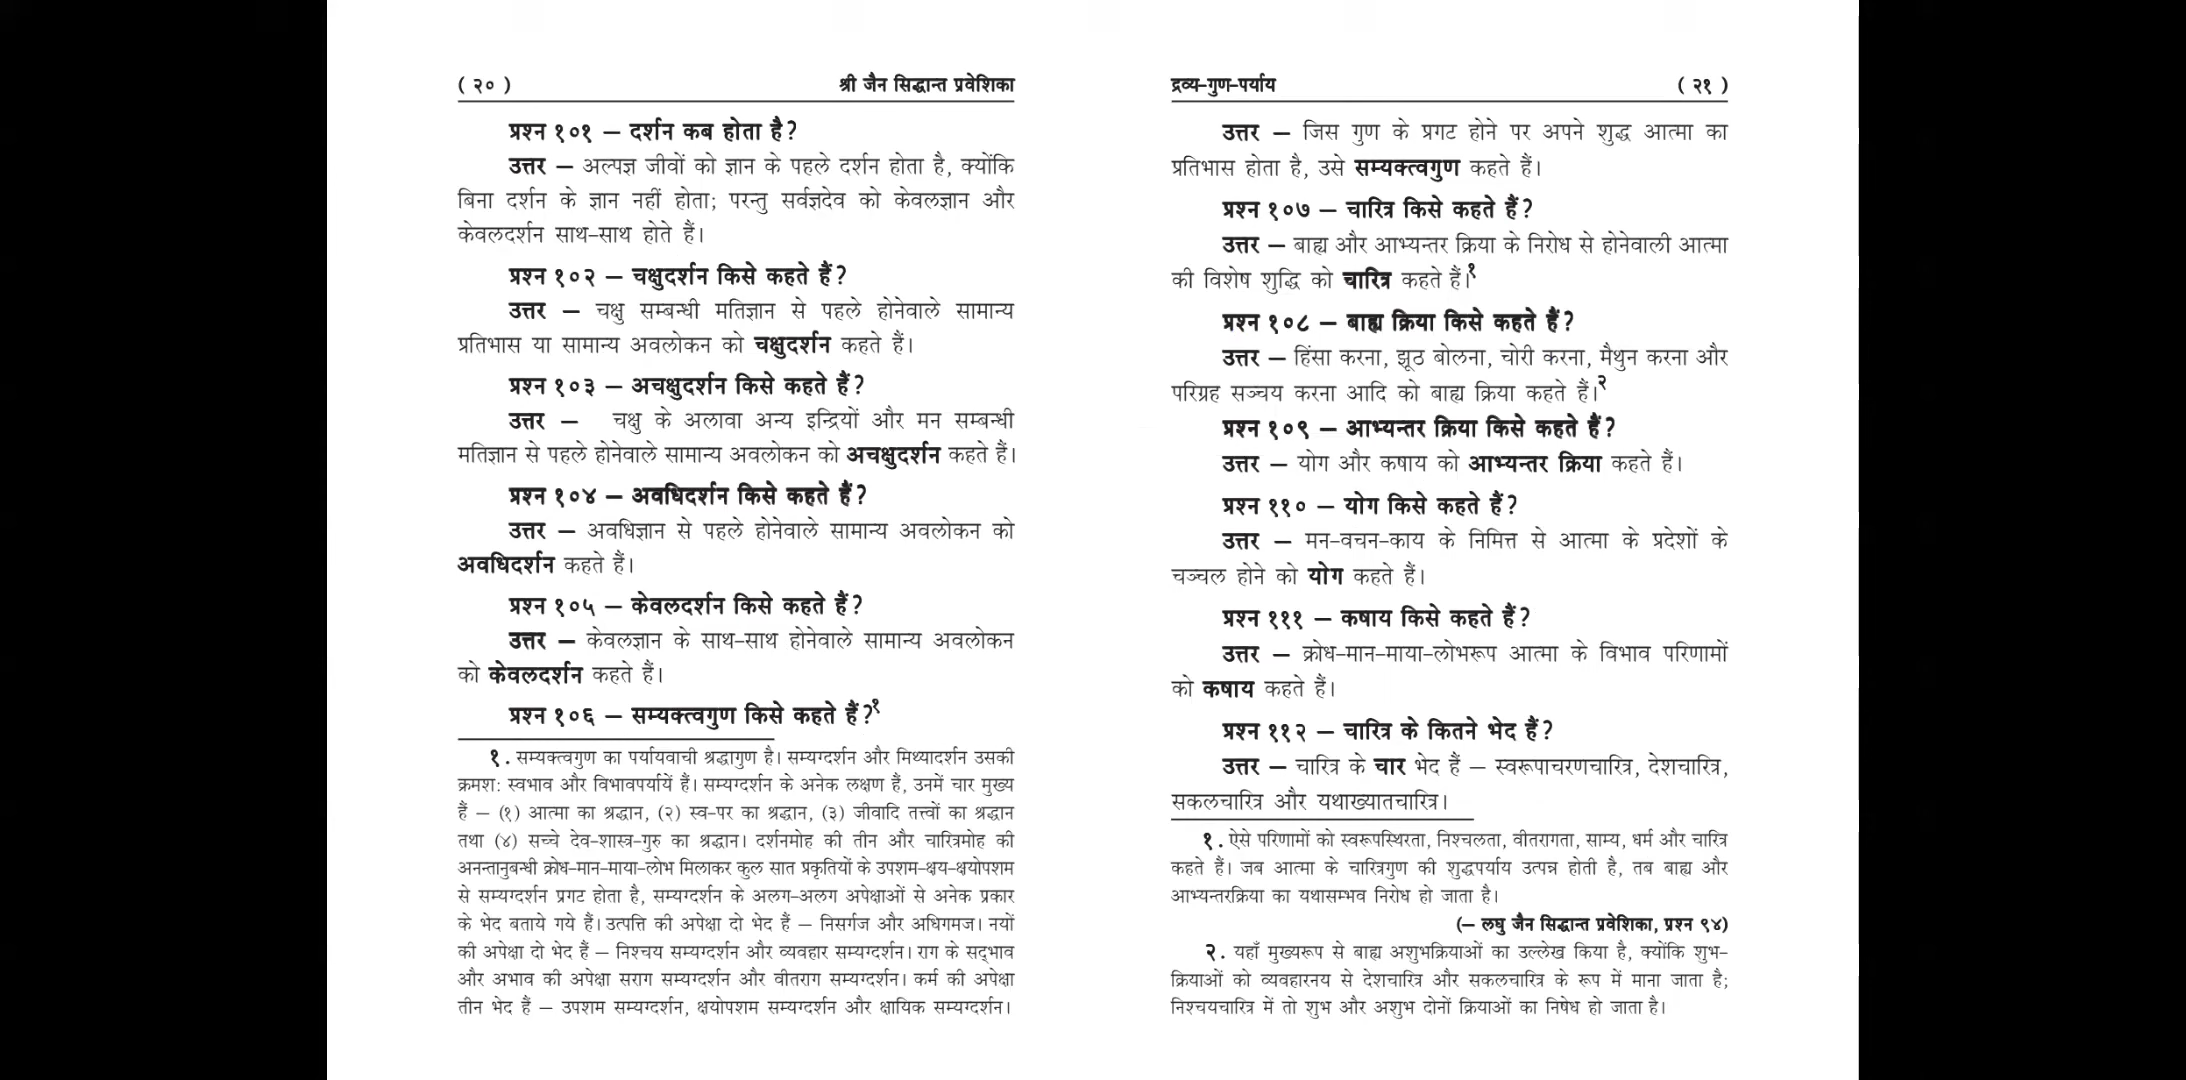 ( २० ) श्री जैन सिद्धान्त प्रवेशिका
प्रश्न १०१ – दर्शन कब होता है?
उत्तर – अल्पज्ञ जीवों को ज्ञान के पहले दर्शन होता है, क्योंकि
बिना दर्शन के ज्ञान नहीं होता; परन्तु सर्वज्ञदेव को केवलज्ञान और
केवलदर्शन साथ-साथ होते हैं।
प्रश्न १०२ – चक्षुदर्शन किसे कहते हैं?
उत्तर – चक्षु सम्बन्धी मतिज्ञान से पहले होनेवाले सामान्य
प्रतिभास या सामान्य अवलोकन को चक्षुदर्शन कहते हैं।
प्रश्न १०३ – अचक्षुदर्शन किसे कहते हैं?
उत्तर – चक्षु के अलावा अन्य इन्द्रियों और मन सम्बन्धी
मतिज्ञान से पहले होनेवाले सामान्य अवलोकन को अचक्षुदर्शन कहते हैं।
प्रश्न १०४ – अवधिदर्शन किसे कहते हैं?
उत्तर – अवधिज्ञान से पहले होनेवाले सामान्य अवलोकन को
अवधिदर्शन कहते हैं।
प्रश्न १०५ – केवलदर्शन किसे कहते हैं?
उत्तर – केवलज्ञान के साथ-साथ होनेवाले सामान्य अवलोकन
को केवलदर्शन कहते हैं।
प्रश्न १०६ – सम्यक्त्वगुण किसे कहते हैं?१
१. सम्यक्त्वगुण का पर्यायवाची श्रद्धागुण है। सम्यग्दर्शन और मिथ्यादर्शन उसकी
क्रमश: स्वभाव और विभावपर्यायें हैं। सम्यग्दर्शन के अनेक लक्षण हैं, उनमें चार मुख्य
हैं – (१) आत्मा का श्रद्धान, (२) स्व-पर का श्रद्धान, (३) जीवादि तत्त्वों का श्रद्धान
तथा (४) सच्चे देव-शास्त्र-गुरु का श्रद्धान। दर्शनमोह की तीन और चारित्रमोह की
अनन्तानुबन्धी क्रोध-मान-माया-लोभ मिलाकर कुल सात प्रकृतियों के उपशम-क्षय-क्षयोपशम
से सम्यग्दर्शन प्रगट होता है, सम्यग्दर्शन के अलग-अलग अपेक्षाओं से अनेक प्रकार
के भेद बताये गये हैं। उत्पत्ति की अपेक्षा दो भेद हैं – निसर्गज और अधिगमज। नयों
की अपेक्षा दो भेद हैं – निश्चय सम्यग्दर्शन और व्यवहार सम्यग्दर्शन। राग के सद्भाव
और अभाव की अपेक्षा सराग सम्यग्दर्शन और वीतराग सम्यग्दर्शन। कर्म की अपेक्षा
तीन भेद हैं – उपशम सम्यग्दर्शन, क्षयोपशम सम्यग्दर्शन और क्षायिक सम्यग्दर्शन।
द्रव्य-गुण-पर्याय ( २१ )
उत्तर – जिस गुण के प्रगट होने पर अपने शुद्ध आत्मा का
प्रतिभास होता है, उसे सम्यक्त्वगुण कहते हैं।
प्रश्न १०७ – चारित्र किसे कहते हैं?
उत्तर – बाह्य और आभ्यन्तर क्रिया के निरोध से होनेवाली आत्मा
की विशेष शुद्धि को चारित्र कहते हैं।१
प्रश्न १०८ – बाह्य क्रिया किसे कहते हैं?
उत्तर – हिंसा करना, झूठ बोलना, चोरी करना, मैथुन करना और
परिग्रह सञ्चय करना आदि को बाह्य क्रिया कहते हैं।२
प्रश्न १०९ – आभ्यन्तर क्रिया किसे कहते हैं?
उत्तर – योग और कषाय को आभ्यन्तर क्रिया कहते हैं।
प्रश्न ११० – योग किसे कहते हैं?
उत्तर – मन-वचन-काय के निमित्त से आत्मा के प्रदेशों के
चञ्चल होने को योग कहते हैं।
प्रश्न १११ – कषाय किसे कहते हैं?
उत्तर – क्रोध-मान-माया-लोभरूप आत्मा के विभाव परिणामों
को कषाय कहते हैं।
प्रश्न ११२ – चारित्र के कितने भेद हैं?
उत्तर – चारित्र के चार भेद हैं – स्वरूपाचरणचारित्र, देशचारित्र,
सकलचारित्र और यथाख्यातचारित्र।
१. ऐसे परिणामों को स्वरूपस्थिरता, निश्चलता, वीतरागता, साम्य, धर्म और चारित्र
कहते हैं। जब आत्मा के चारित्रगुण की शुद्धपर्याय उत्पन्न होती है, तब बाह्य और
आभ्यन्तरक्रिया का यथासम्भव निरोध हो जाता है।
(– लघु जैन सिद्धान्त प्रवेशिका, प्रश्न ९४)
२. यहाँ मुख्यरूप से बाह्य अशुभक्रियाओं का उल्लेख किया है, क्योंकि शुभ-
क्रियाओं को व्यवहारनय से देशचारित्र और सकलचारित्र के रूप में माना जाता है;
निश्चयचारित्र में तो शुभ और अशुभ दोनों क्रियाओं का निषेध हो जाता है।